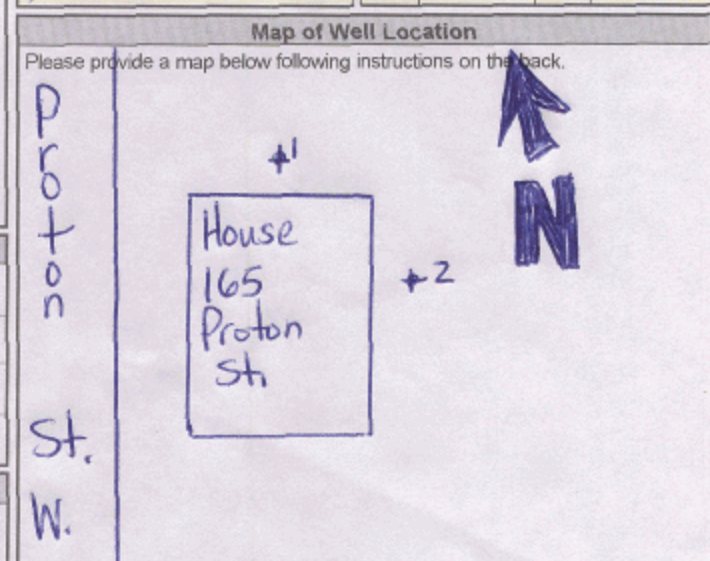 Map of Well Location
Please provide a map below following instructions on the back.
Proton
St.
W.
1
House
165
Proton
St.
2
N